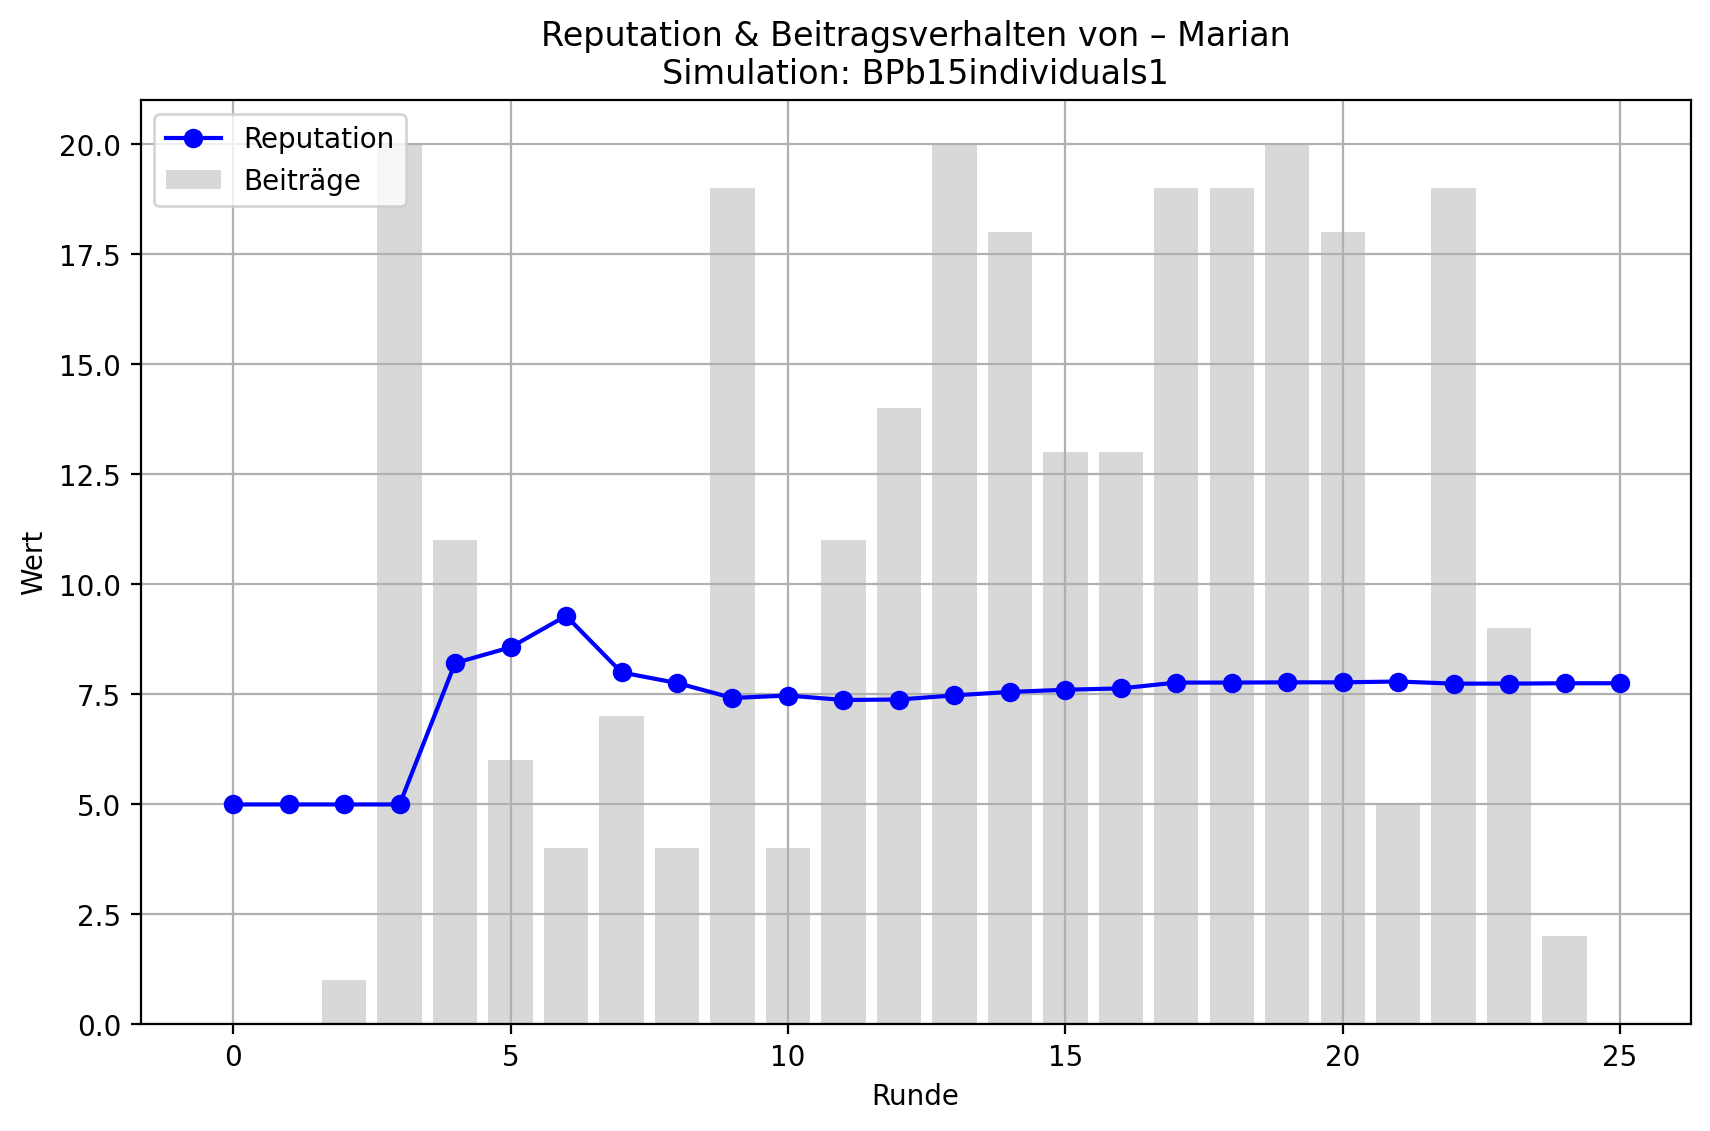 Reputation & Beitragsverhalten von – Marian
Simulation: BPb15individuals1
Reputation
Beiträge
20.0
17.5
15.0
12.5
10.0
7.5
5.0
2.5
0.0
Wert
0 5 10 15 20 25
Runde